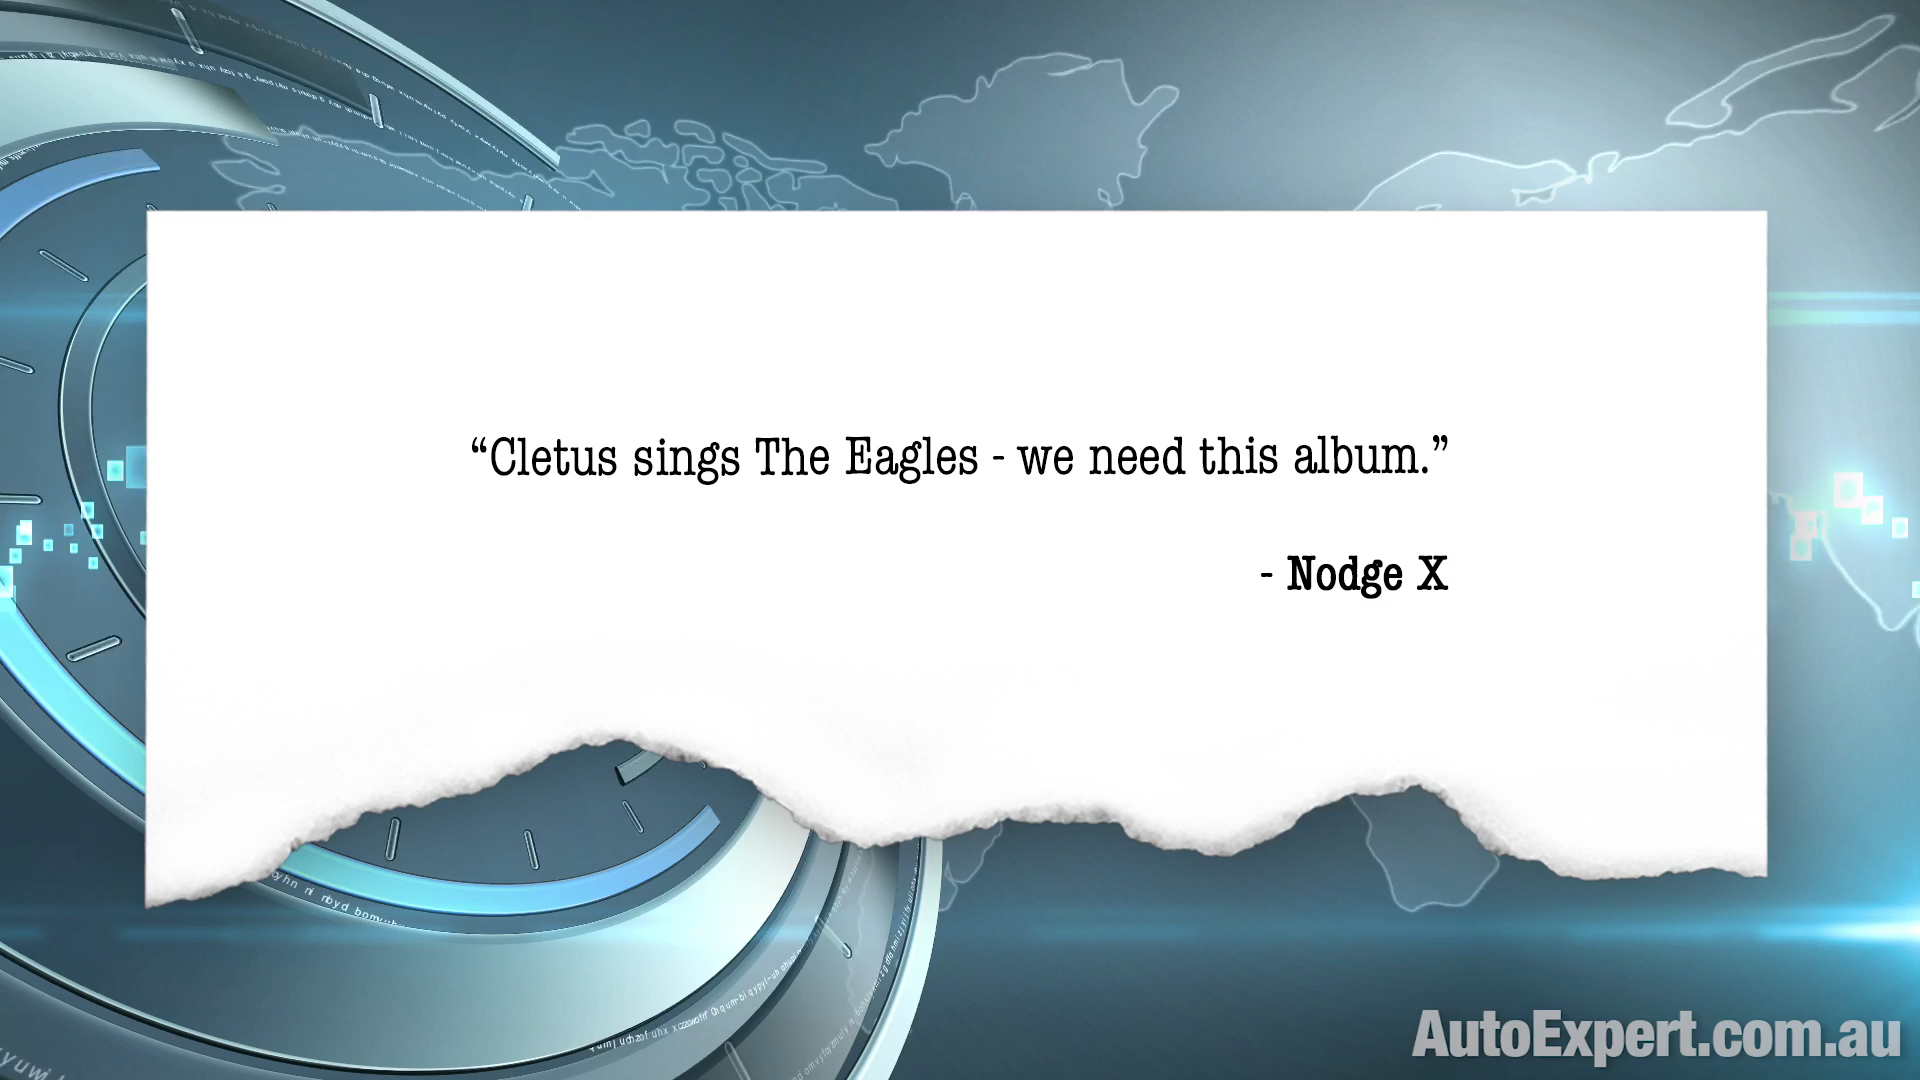 “Cletus sings The Eagles - we need this album.”
- Nodge X
AutoExpert.com.au